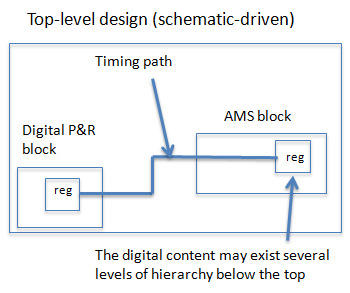 Top-level design (schematic-driven)
Timing path
AMS block
Digital P&R
block
reg
reg
The digital content may exist several
levels of hierarchy below the top